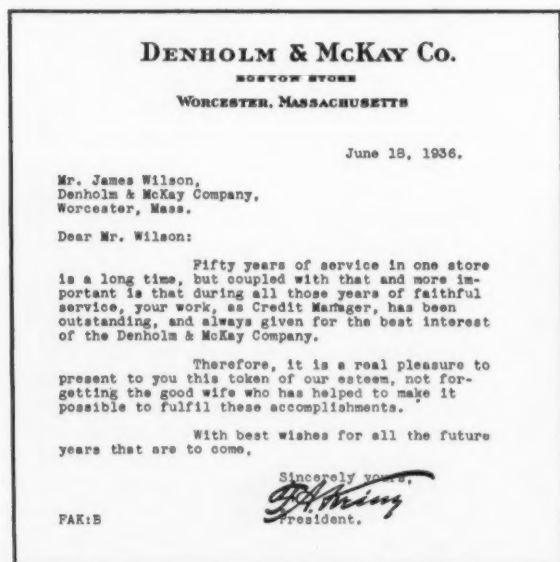 DENHOLM & MCKAY CO.
BOSTON STORE
WORCESTER, MASSACHUSETTS
June 18, 1936.
Mr. James Wilson,
Denholm & McKay Company,
Worcester, Mass.
Dear Mr. Wilson:
Fifty years of service in one store
is a long time, but coupled with that and more im-
portant is that during all those years of faithful
service, your work, as Credit Manager, has been
outstanding, and always given for the best interest
of the Denholm & McKay Company.
Therefore, it is a real pleasure to
present to you this token of our esteem, not for-
getting the good wife who has helped to make it
possible to fulfil these accomplishments.
With best wishes for all the future
years that are to come,
Sincerely yours,
FAK:B President.